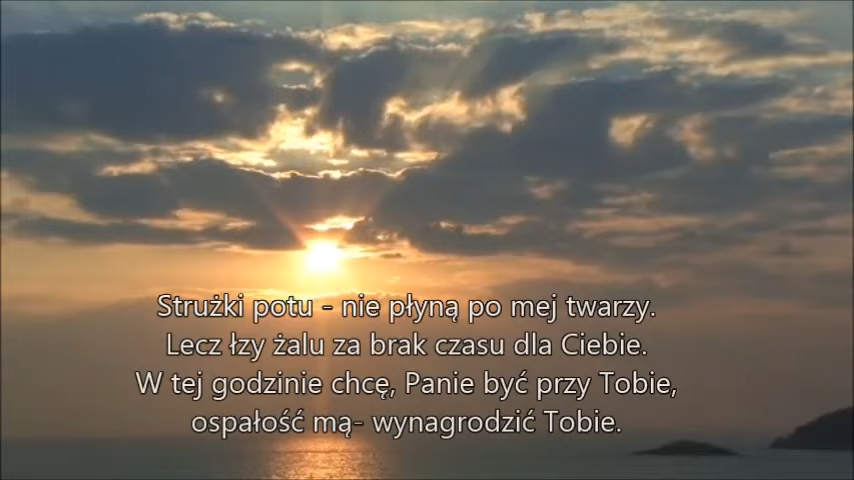 Strużki potu - nie płyną po mej twarzy.
Lecz łzy żalu za brak czasu dla Ciebie.
W tej godzinie chcę, Panie być przy Tobie,
ospałość mą- wynagrodzić Tobie.